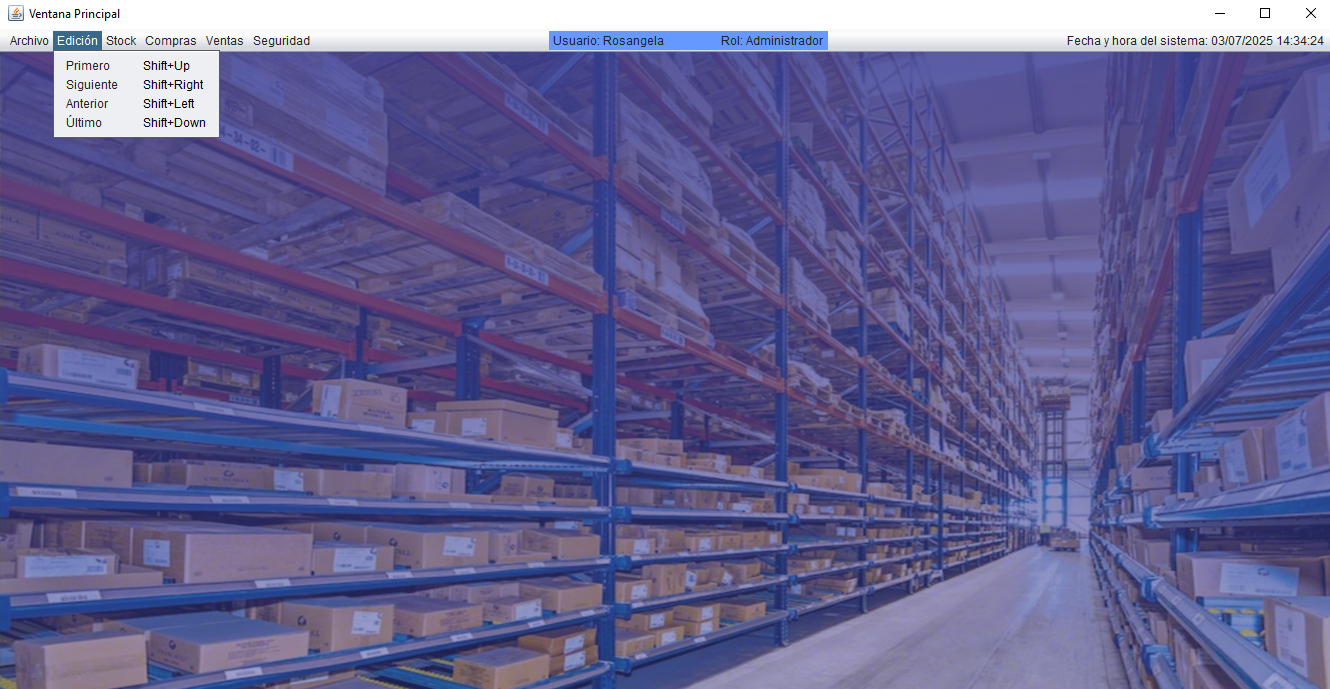 Ventana Principal
Archivo Edición Stock Compras Ventas Seguridad Usuario: Rosangela Rol: Administrador Fecha y hora del sistema: 03/07/2025 14:34:24
Primero Shift+Up
Siguiente Shift+Right
Anterior Shift+Left
Último Shift+Down